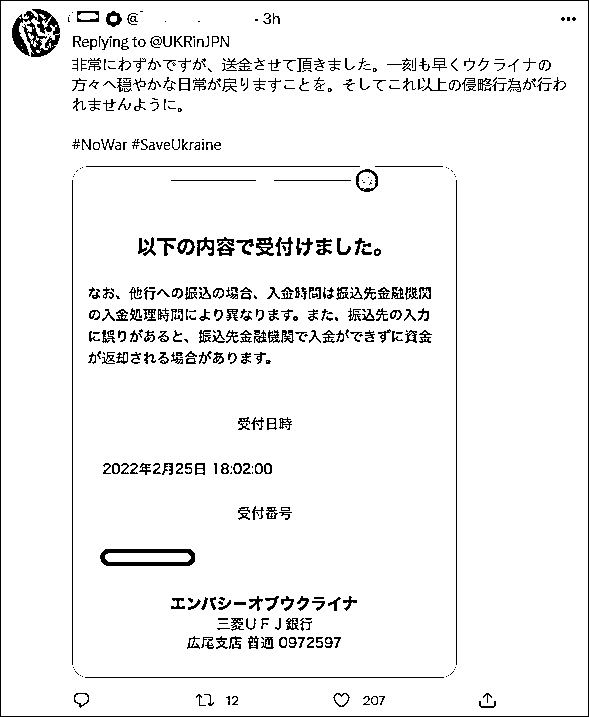 @ - 3h
Replying to @UKRinJPN
非常にわずかですが、送金させて頂きました。一刻も早くウクライナの
方々へ穏やかな日常が戻りますことを。そしてこれ以上の侵略行為が行わ
れませんように。
#NoWar #SaveUkraine
以下の内容で受付けました。
なお、他行への振込の場合、入金時間は振込先金融機関
の入金処理時間により異なります。また、振込先の入力
に誤りがあると、振込先金融機関で入金ができずに資金
が返却される場合があります。
受付日時
2022年2月25日 18:02:00
受付番号
エンバシーオブウクライナ
三菱ＵＦＪ銀行
広尾支店 普通 0972597
12 207